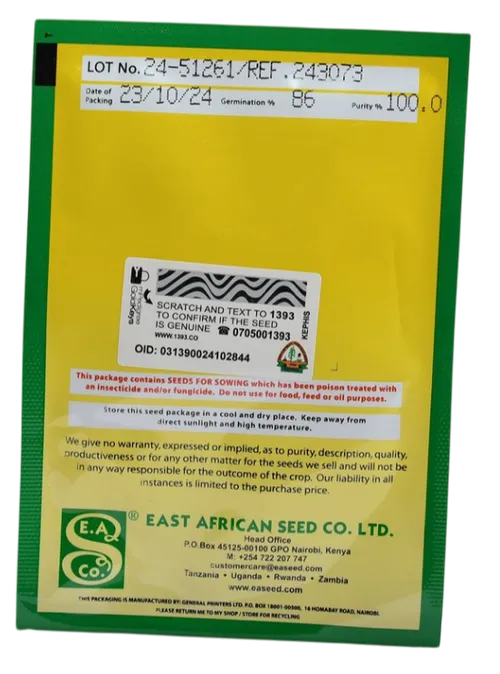 LOT No. 24-51261/REF.243073
Date of Packing 23/10/24 Germination % 86 Purity % 100.0
SCRATCH AND TEXT TO 1393
TO CONFIRM IF THE SEED
IS GENUINE ☎ 0705001393
WWW.1393.CO
OID: 031390024102844
KEPHIS
mPedigree
GoldKeys
This package contains SEEDS FOR SOWING which has been poison treated with
an insecticide and/or fungicide. Do not use for food, feed or oil purposes.
Store this seed package in a cool and dry place. Keep away from
direct sunlight and high temperature.
We give no warranty, expressed or implied, as to purity, description, quality,
productiveness or for any other matter for the seeds we sell and will not be
in any way responsible for the outcome of the crop. Our liability in all
instances is limited to the purchase price.
E.A
S
Co.
® EAST AFRICAN SEED CO. LTD.
Head Office
P.O.Box 45125-00100 GPO Nairobi, Kenya
M: +254 722 207 747
customercare@easeed.com
Tanzania • Uganda • Rwanda • Zambia
www.easeed.com
THIS PACKAGING IS MANUFACTURED BY: GENERAL PRINTERS LTD. P.O. BOX 18001-00500, 16 HOMABAY ROAD, NAIROBI.
PLEASE RETURN ME TO MY SHOP / STORE FOR RECYCLING